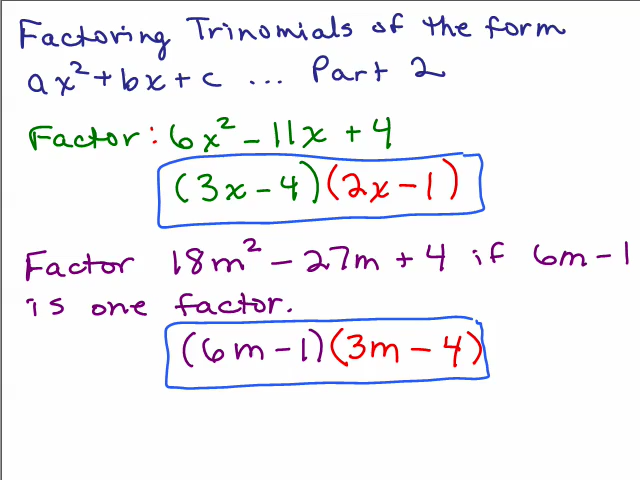 Factoring Trinomials of the form
ax²+bx+c ... Part 2
Factor: 6x² - 11x + 4
(3x - 4)(2x - 1)
Factor 18m² - 27m + 4 if 6m - 1
is one factor.
(6m - 1)(3m - 4)